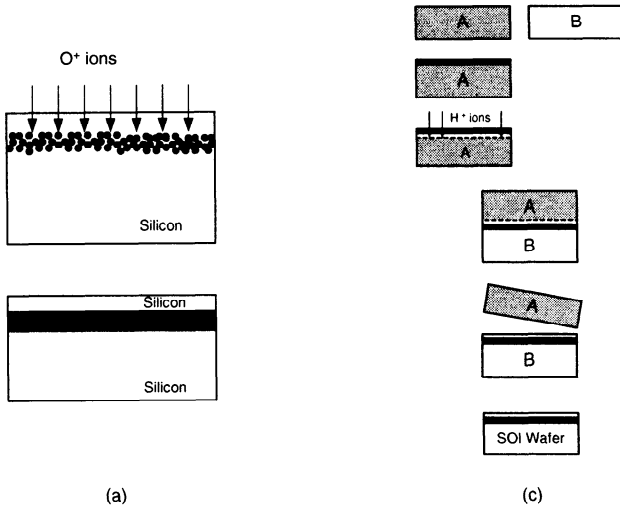 O+ ions
Silicon
Silicon
Silicon
(a)
A
B
A
H+ ions
A
A
B
A
B
SOI Wafer
(c)